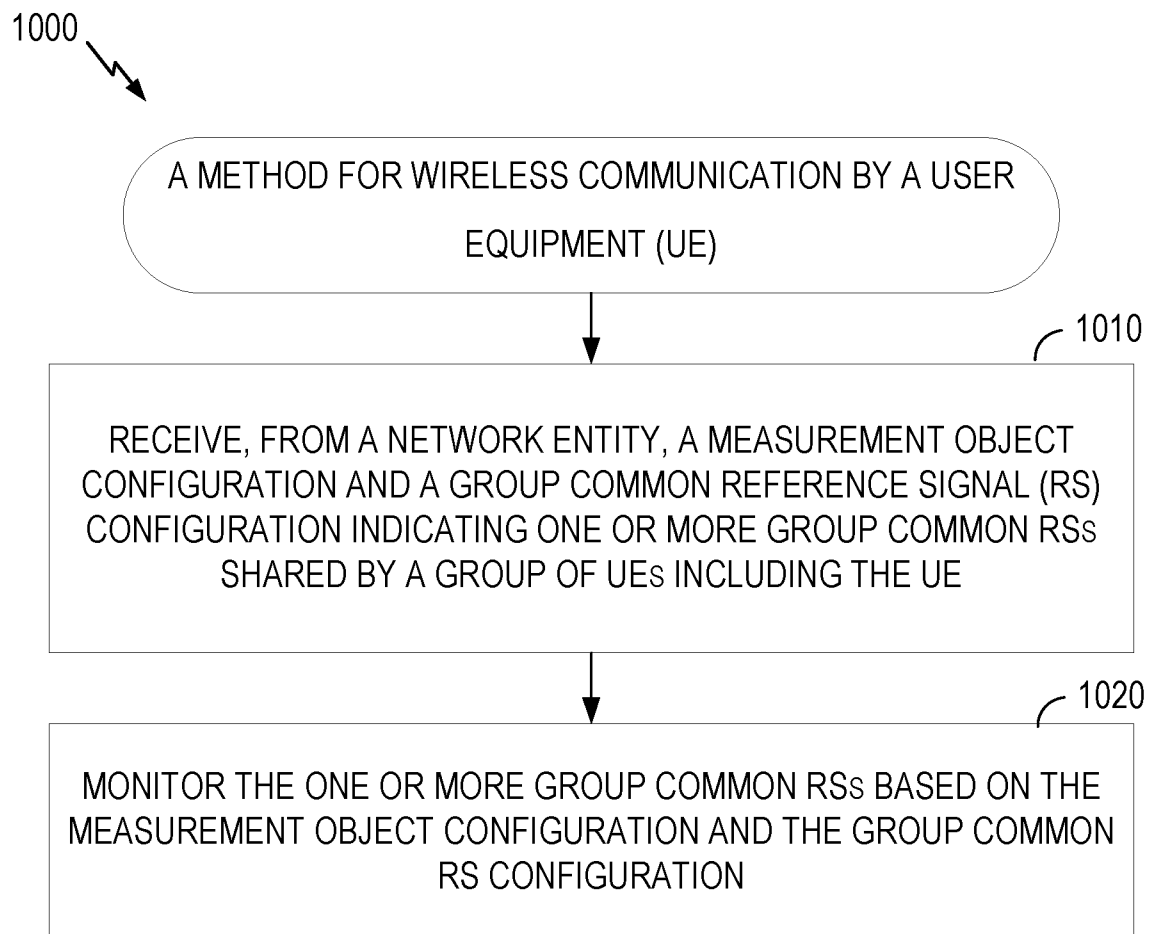 1000
A METHOD FOR WIRELESS COMMUNICATION BY A USER
EQUIPMENT (UE)
1010
RECEIVE, FROM A NETWORK ENTITY, A MEASUREMENT OBJECT
CONFIGURATION AND A GROUP COMMON REFERENCE SIGNAL (RS)
CONFIGURATION INDICATING ONE OR MORE GROUP COMMON RSs
SHARED BY A GROUP OF UEs INCLUDING THE UE
1020
MONITOR THE ONE OR MORE GROUP COMMON RSs BASED ON THE
MEASUREMENT OBJECT CONFIGURATION AND THE GROUP COMMON
RS CONFIGURATION